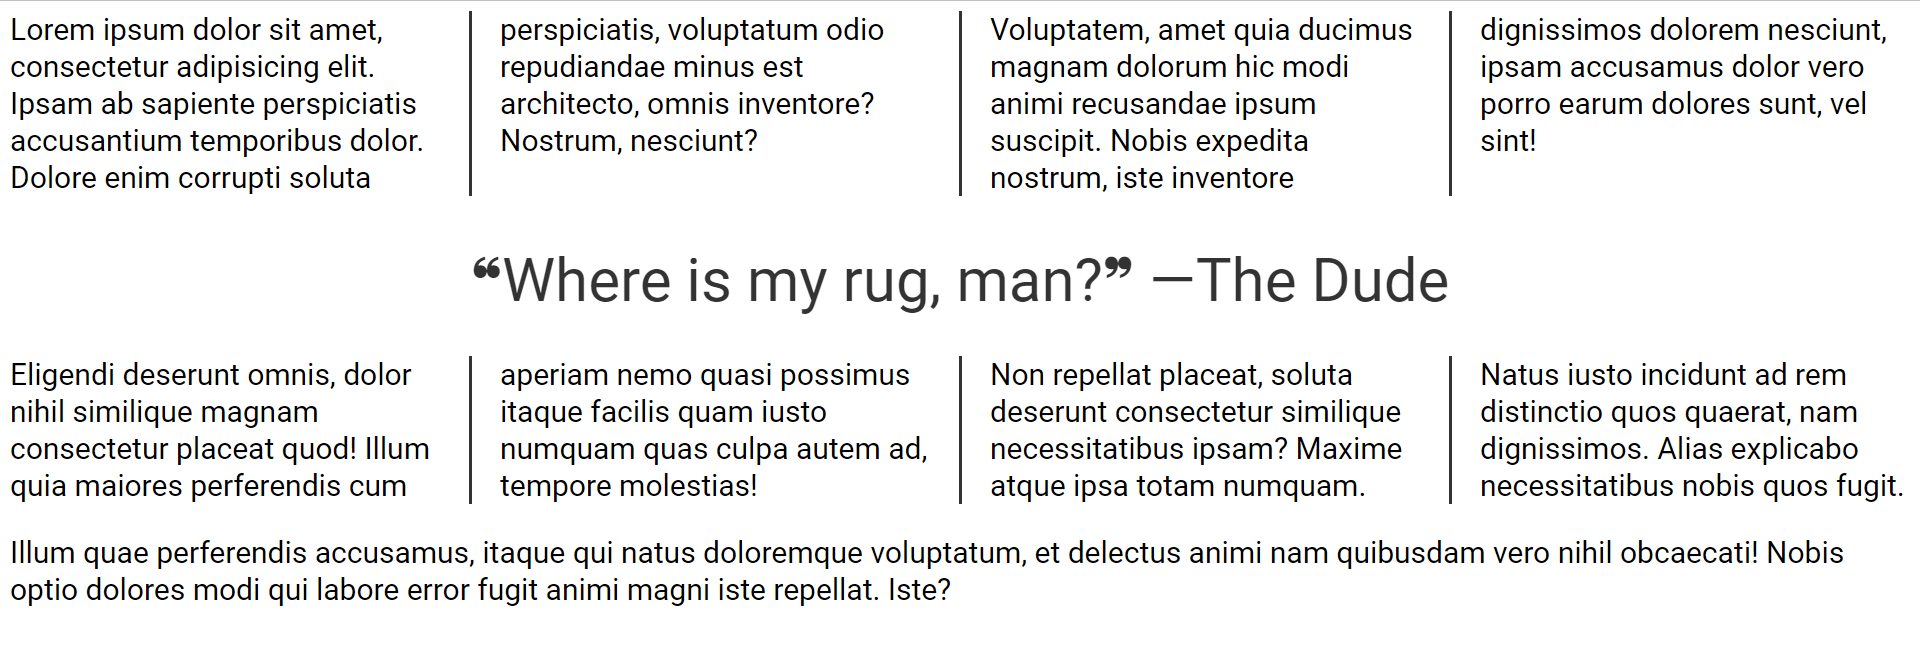 Lorem ipsum dolor sit amet,
consectetur adipisicing elit.
Ipsam ab sapiente perspiciatis
accusantium temporibus dolor.
Dolore enim corrupti soluta
perspiciatis, voluptatum odio
repudiandae minus est
architecto, omnis inventore?
Nostrum, nesciunt?
Voluptatem, amet quia ducimus
magnam dolorum hic modi
animi recusandae ipsum
suscipit. Nobis expedita
nostrum, iste inventore
dignissimos dolorem nesciunt,
ipsam accusamus dolor vero
porro earum dolores sunt, vel
sint!
❝Where is my rug, man?❞ —The Dude
Eligendi deserunt omnis, dolor
nihil similique magnam
consectetur placeat quod! Illum
quia maiores perferendis cum
aperiam nemo quasi possimus
itaque facilis quam iusto
numquam quas culpa autem ad,
tempore molestias!
Non repellat placeat, soluta
deserunt consectetur similique
necessitatibus ipsam? Maxime
atque ipsa totam numquam.
Natus iusto incidunt ad rem
distinctio quos quaerat, nam
dignissimos. Alias explicabo
necessitatibus nobis quos fugit.
Illum quae perferendis accusamus, itaque qui natus doloremque voluptatum, et delectus animi nam quibusdam vero nihil obcaecati! Nobis
optio dolores modi qui labore error fugit animi magni iste repellat. Iste?